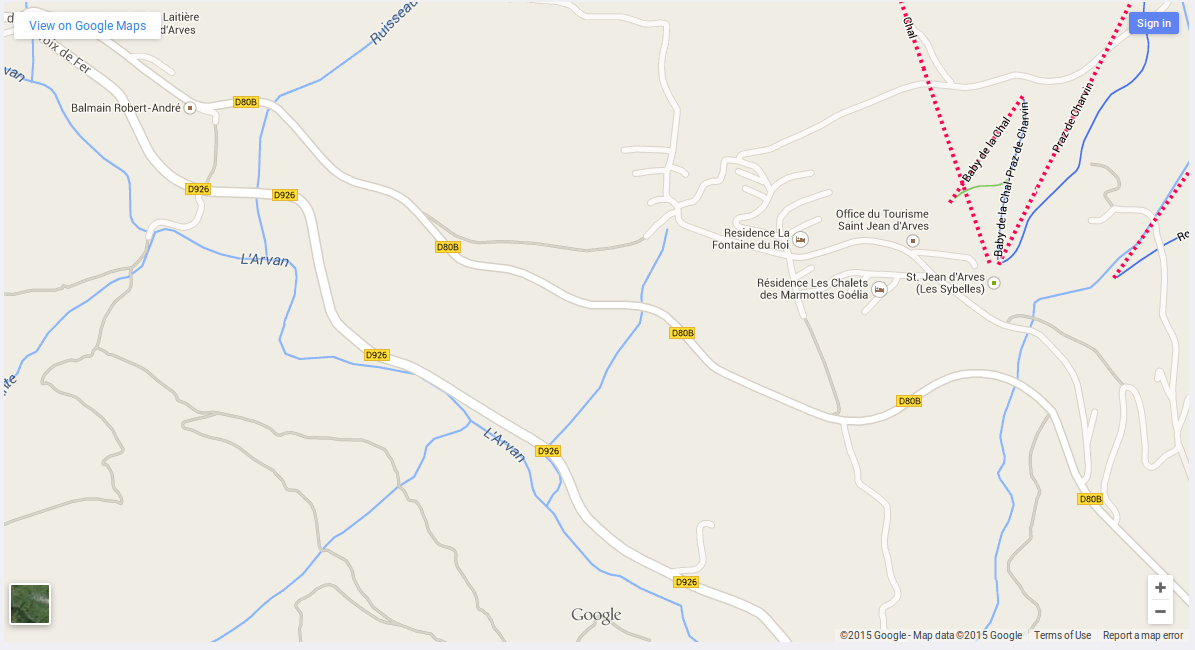 View on Google Maps
Laitière
d'Arves
Ruisseau
Chal
Sign in
oix de Fer
Balmain Robert-André
D80B
Baby de la Chal
Baby de la Chal-Praz de Charvin
Praz de Charvin
D926
D926
Office du Tourisme
Saint Jean d'Arves
Residence La
Fontaine du Roi
D80B
L'Arvan
St. Jean d'Arves
(Les Sybelles)
Résidence Les Chalets
des Marmottes Goélia
D80B
D926
D80B
L'Arvan
D926
D80B
D926
+
−
Google
©2015 Google - Map data ©2015 Google
Terms of Use
Report a map error